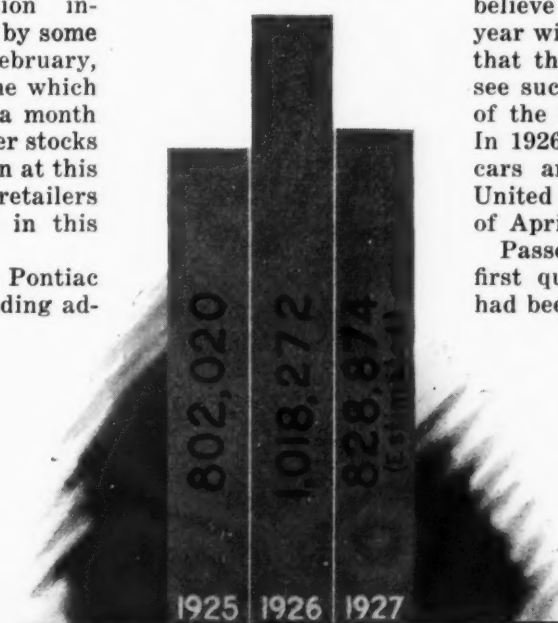 ion in-
by some
ebruary,
ne which
a month
er stocks
n at this
retailers
in this
Pontiac
ding ad-
802,020
1,018,272
828,874
(Estimated)
1925 1926 1927
believe
year wi
that th
see suc
of the
In 1926
cars an
United
of Apri
Passe
first qu
had bee